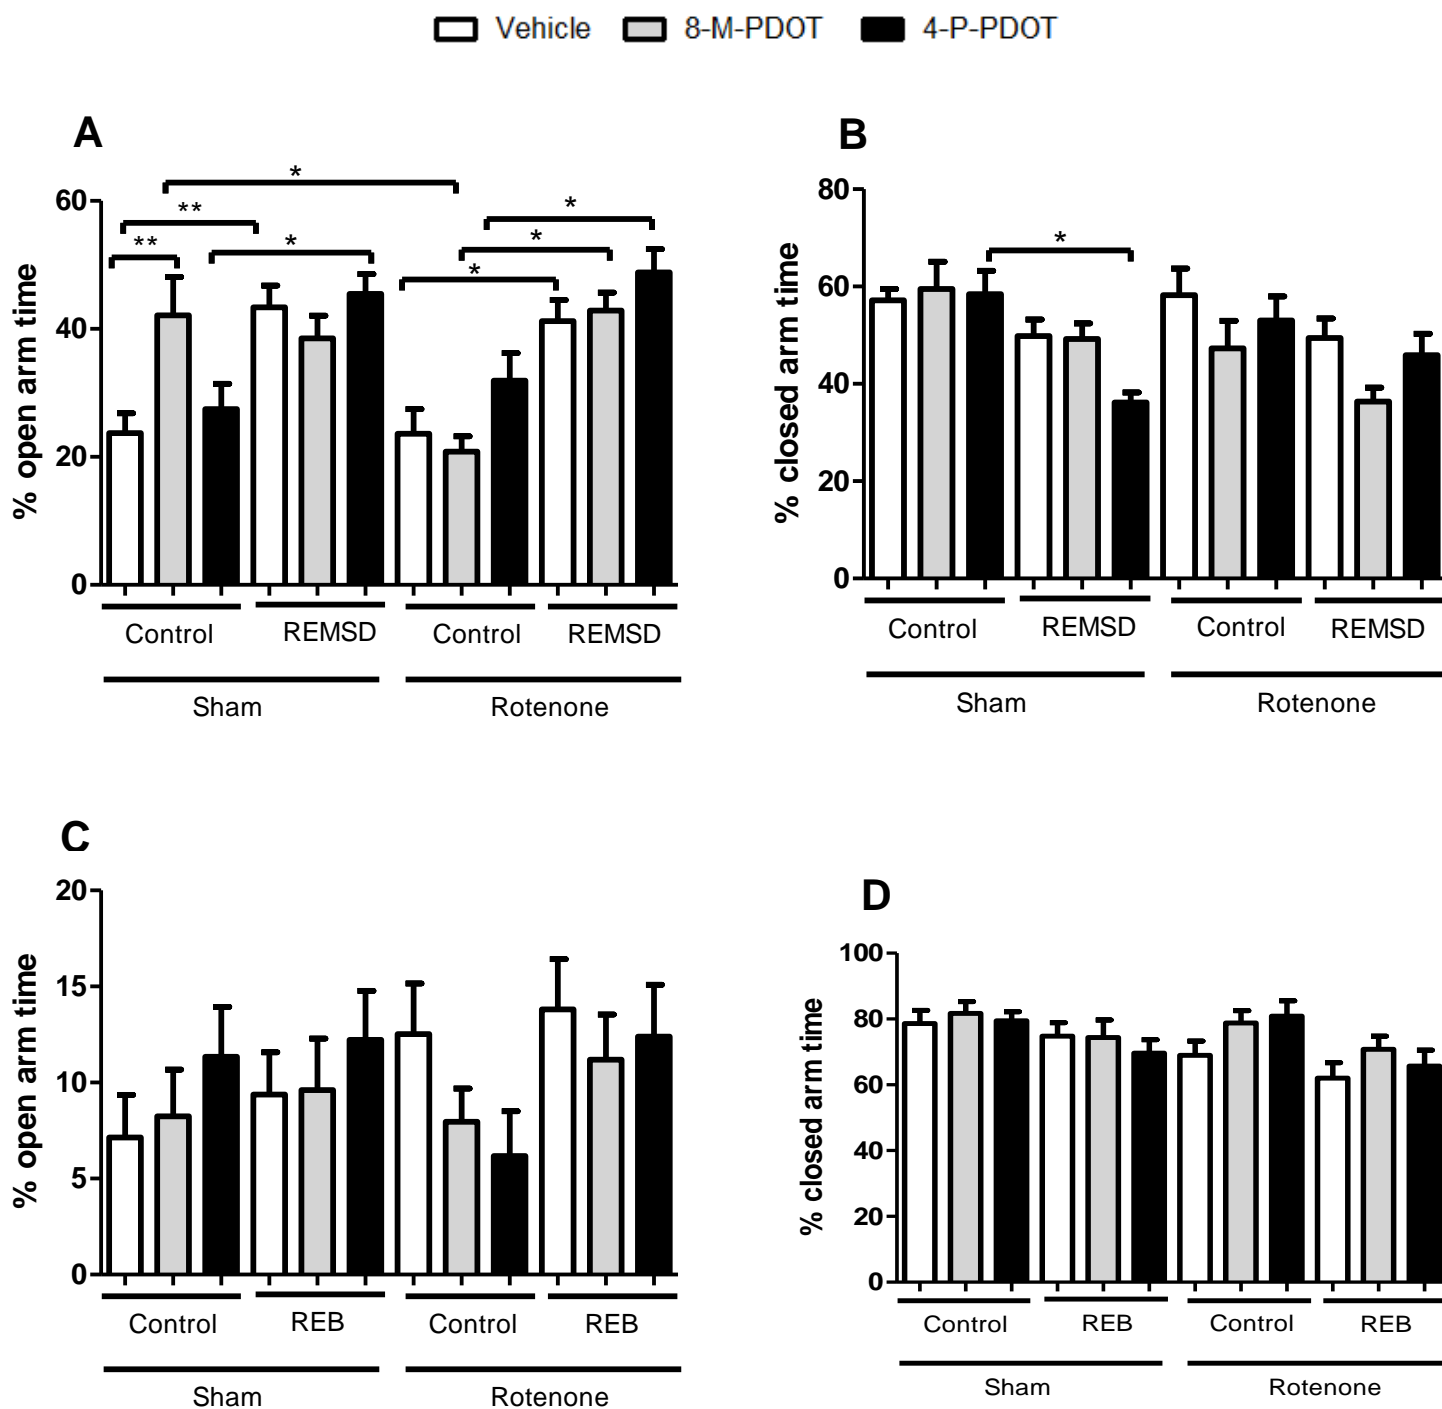 Vehicle 8-M-PDOT 4-P-PDOT
A
% open arm time
60
40
20
0
* ** ** * * * *
Control REMSD Control REMSD
Sham Rotenone
B
% closed arm time
80
60
40
20
0
*
Control REMSD Control REMSD
Sham Rotenone
C
% open arm time
20
15
10
5
0
Control REB Control REB
Sham Rotenone
D
% closed arm time
100
80
60
40
20
0
Control REB Control REB
Sham Rotenone